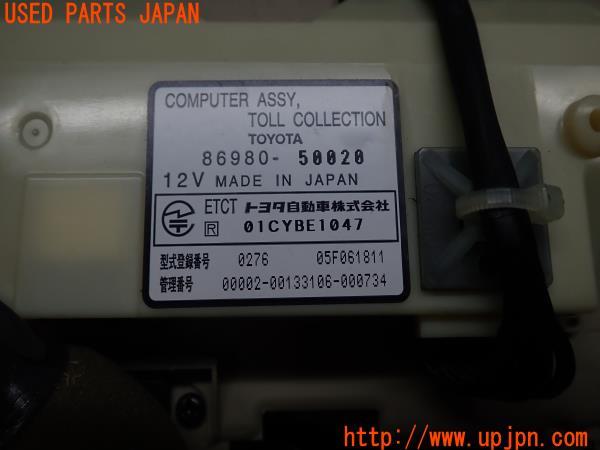 USED PARTS JAPAN
COMPUTER ASSY,
TOLL COLLECTION
TOYOTA
86980-50020
12V MADE IN JAPAN
ETCT トヨタ自動車株式会社
R 01CYBE1047
型式登録番号 0276 05F061811
管理番号 00002-00133106-000734
http://www.upjpn.com